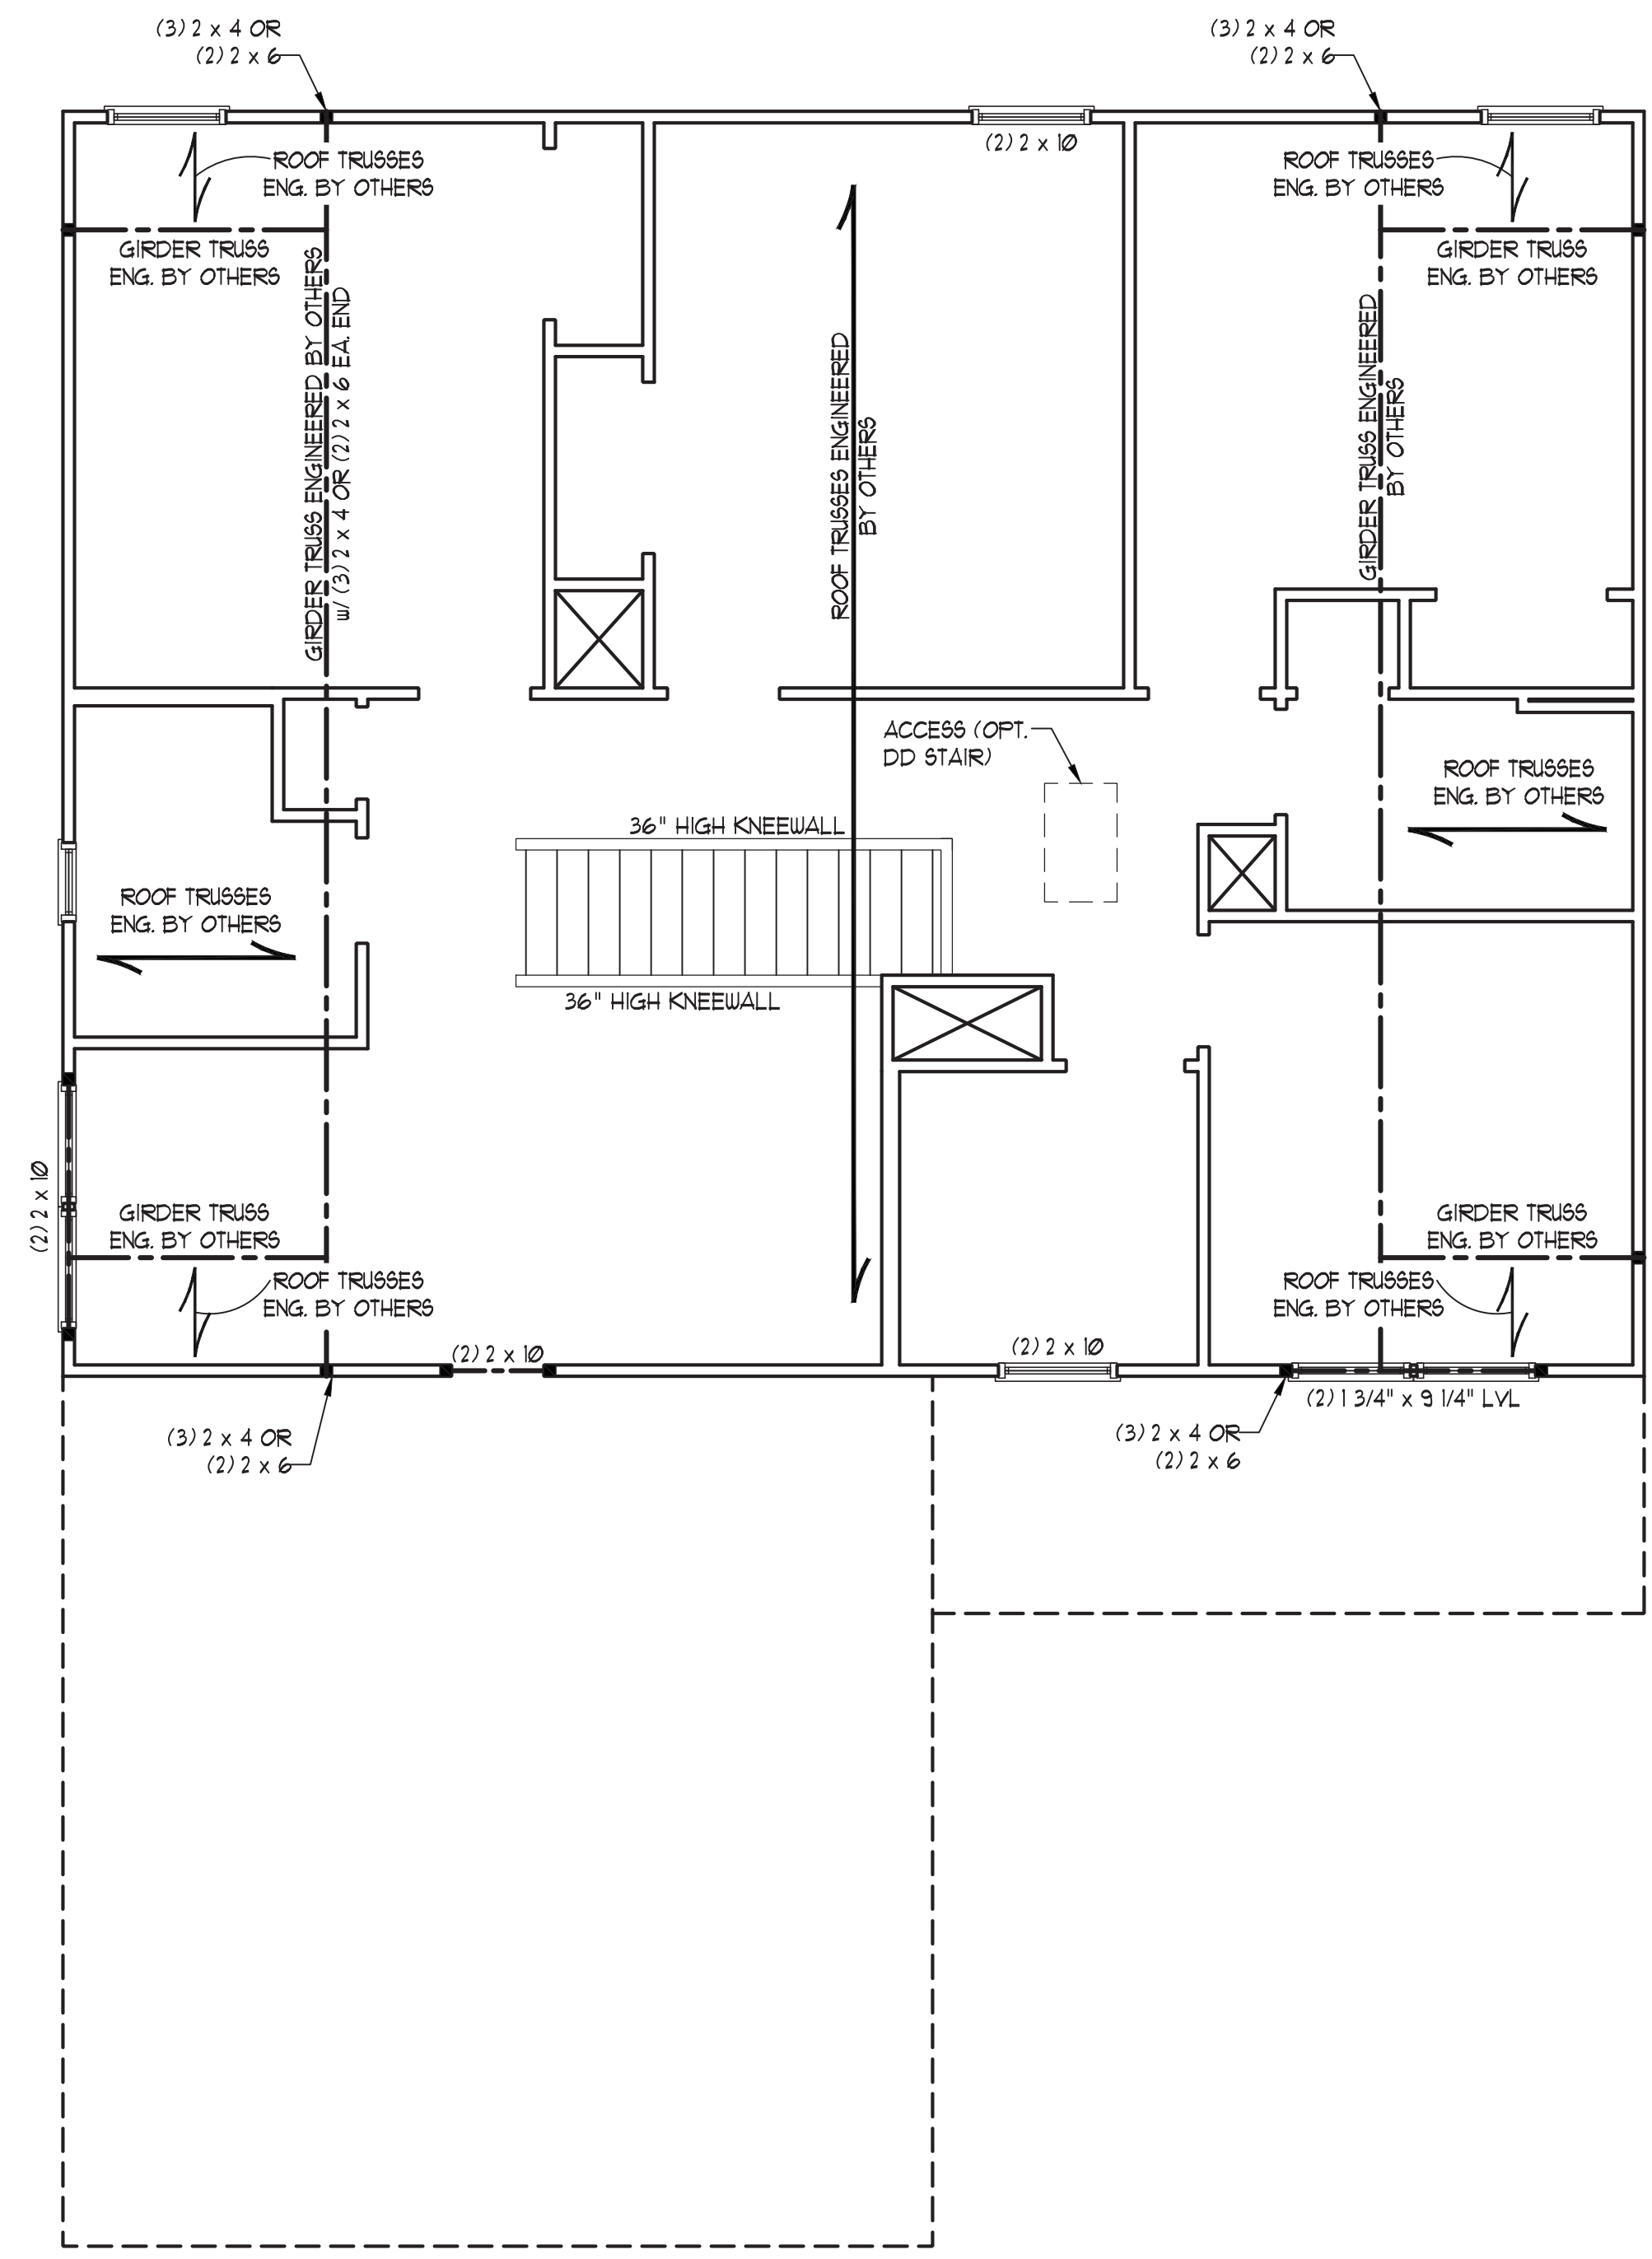 (3) 2 x 4 OR
(2) 2 x 6
(3) 2 x 4 OR
(2) 2 x 6
ROOF TRUSSES
ENG. BY OTHERS
(2) 2 x 10
ROOF TRUSSES
ENG. BY OTHERS
GIRDER TRUSS
ENG. BY OTHERS
GIRDER TRUSS
ENG. BY OTHERS
GIRDER TRUSS ENGINEERED BY OTHERS
w/ (3) 2 x 4 OR (2) 2 x 6 EA. END
ROOF TRUSSES ENGINEERED
BY OTHERS
GIRDER TRUSS ENGINEERED
BY OTHERS
ACCESS (OPT.
DD STAIR)
ROOF TRUSSES
ENG. BY OTHERS
36" HIGH KNEEWALL
ROOF TRUSSES
ENG. BY OTHERS
36" HIGH KNEEWALL
(2) 2 x 10
GIRDER TRUSS
ENG. BY OTHERS
GIRDER TRUSS
ENG. BY OTHERS
ROOF TRUSSES
ENG. BY OTHERS
ROOF TRUSSES
ENG. BY OTHERS
(2) 2 x 10
(2) 2 x 10
(2) 1 3/4" x 9 1/4" LVL
(3) 2 x 4 OR
(2) 2 x 6
(3) 2 x 4 OR
(2) 2 x 6